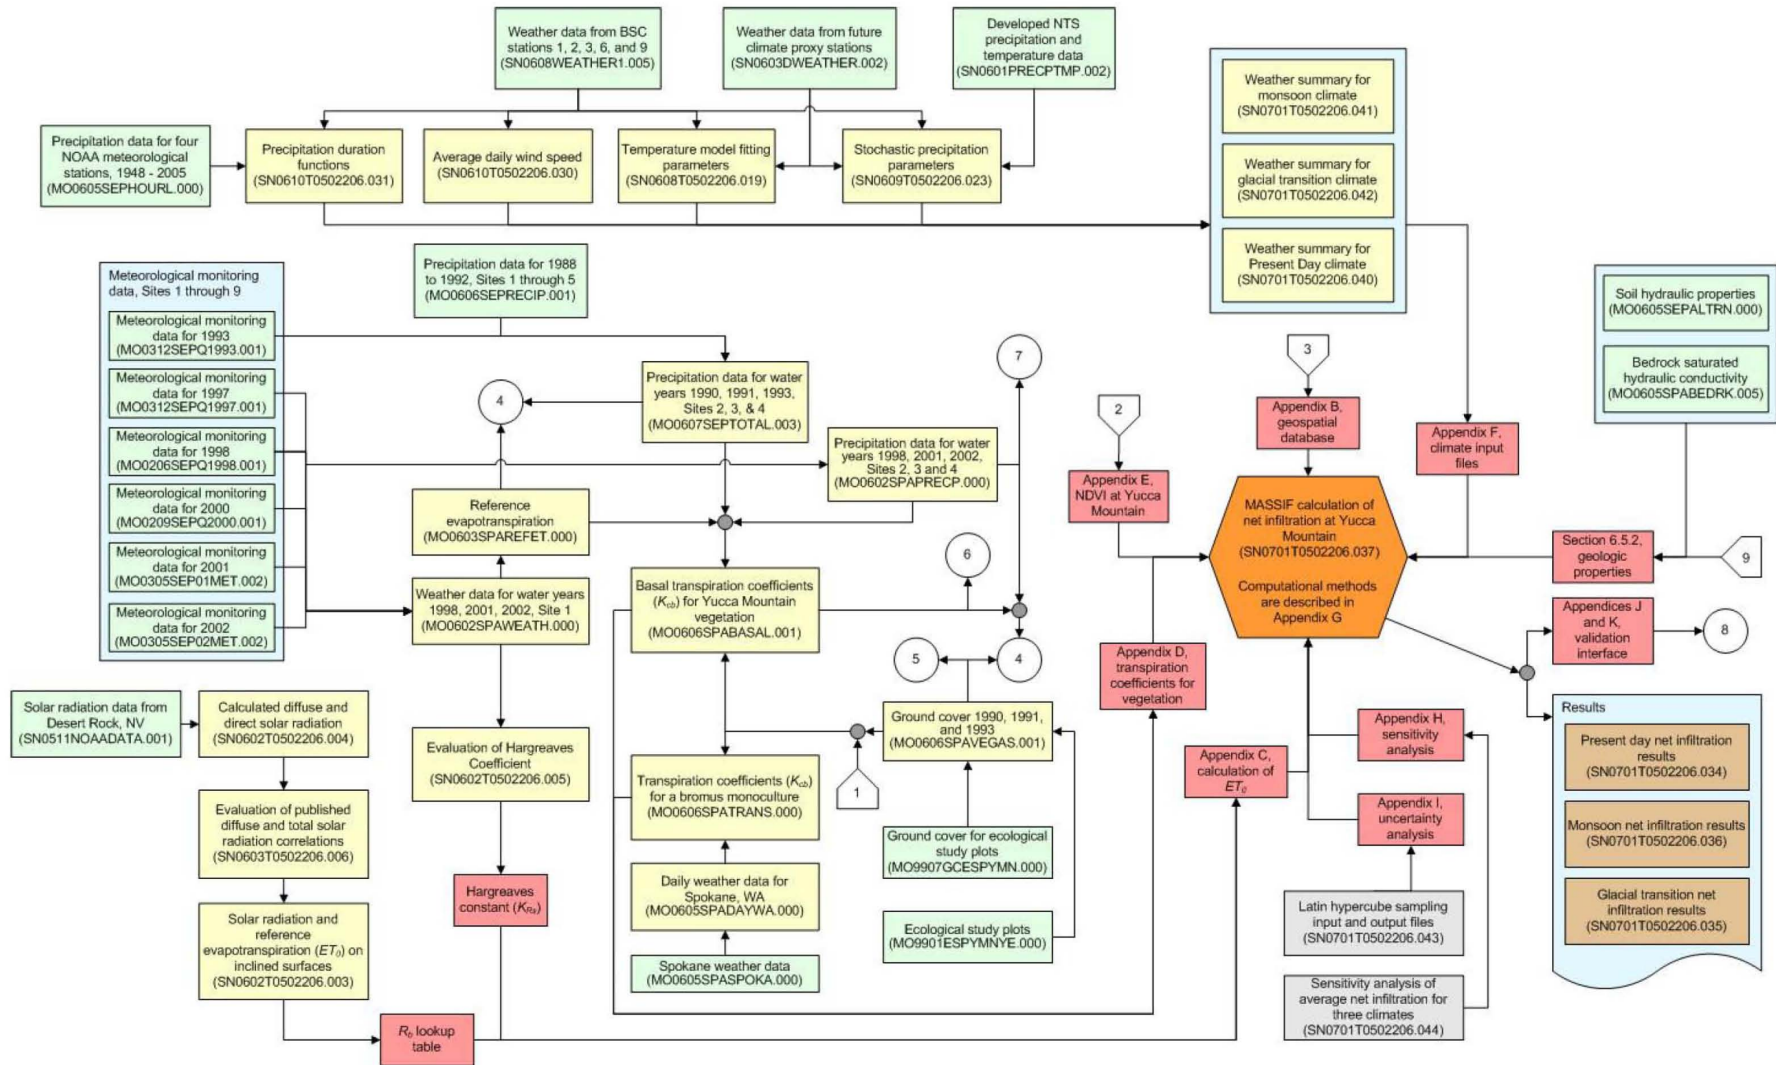 Weather data from BSC
stations 1, 2, 3, 6, and 9
(SN0608WEATHER1.005)
Weather data from future
climate proxy stations
(SN0603DWEATHER.002)
Developed NTS
precipitation and
temperature data
(SN0601PRECPTMP.002)
Precipitation data for four
NOAA meteorological
stations, 1948 - 2005
(MO0605SEPHOURL.000)
Precipitation duration
functions
(SN0610T0502206.031)
Average daily wind speed
(SN0610T0502206.030)
Temperature model fitting
parameters
(SN0608T0502206.019)
Stochastic precipitation
parameters
(SN0609T0502206.023)
Weather summary for
monsoon climate
(SN0701T0502206.041)
Weather summary for
glacial transition climate
(SN0701T0502206.042)
Weather summary for
Present Day climate
(SN0701T0502206.040)
Meteorological monitoring
data, Sites 1 through 9
Meteorological monitoring
data for 1993
(MO0312SEPQ1993.001)
Meteorological monitoring
data for 1997
(MO0312SEPQ1997.001)
Meteorological monitoring
data for 1998
(MO0206SEPQ1998.001)
Meteorological monitoring
data for 2000
(MO0209SEPQ2000.001)
Meteorological monitoring
data for 2001
(MO0305SEP01MET.002)
Meteorological monitoring
data for 2002
(MO0305SEP02MET.002)
Precipitation data for 1988
to 1992, Sites 1 through 5
(MO0606SEPRECIP.001)
4
Precipitation data for water
years 1990, 1991, 1993,
Sites 2, 3, & 4
(MO0607SEPTOTAL.003)
7
Precipitation data for water
years 1998, 2001, 2002,
Sites 2, 3 and 4
(MO0602SPAPRECP.000)
Reference
evapotranspiration
(MO0603SPAREFET.000)
Weather data for water years
1998, 2001, 2002, Site 1
(MO0602SPAWEATH.000)
6
Basal transpiration coefficients
(Kcb) for Yucca Mountain
vegetation
(MO0606SPABASAL.001)
5
4
Solar radiation data from
Desert Rock, NV
(SN0511NOAADATA.001)
Calculated diffuse and
direct solar radiation
(SN0602T0502206.004)
Evaluation of published
diffuse and total solar
radiation correlations
(SN0603T0502206.006)
Solar radiation and
reference
evapotranspiration (ET0) on
inclined surfaces
(SN0602T0502206.003)
Rb lookup
table
Evaluation of Hargreaves
Coefficient
(SN0602T0502206.005)
Hargreaves
constant (KRs)
Transpiration coefficients (Kcb)
for a bromus monoculture
(MO0606SPATRANS.000)
Daily weather data for
Spokane, WA
(MO0605SPADAYWA.000)
Spokane weather data
(MO0605SPASPOKA.000)
Ground cover 1990, 1991,
and 1993
(MO0606SPAVEGAS.001)
1
Ground cover for ecological
study plots
(MO9907GCESPYMN.000)
Ecological study plots
(MO9901ESPYMNYE.000)
2
Appendix E,
NDVI at Yucca
Mountain
3
Appendix B,
geospatial
database
Appendix F,
climate input
files
Soil hydraulic properties
(MO0605SEPALTRN.000)
Bedrock saturated
hydraulic conductivity
(MO0605SPABEDRK.005)
MASSIF calculation of
net infiltration at Yucca
Mountain
(SN0701T0502206.037)
Computational methods
are described in
Appendix G
Section 6.5.2,
geologic
properties
9
Appendices J
and K,
validation
interface
8
Appendix D,
transpiration
coefficients for
vegetation
Appendix C,
calculation of
ET0
Appendix H,
sensitivity
analysis
Appendix I,
uncertainty
analysis
Latin hypercube sampling
input and output files
(SN0701T0502206.043)
Sensitivity analysis of
average net infiltration for
three climates
(SN0701T0502206.044)
Results
Present day net infiltration
results
(SN0701T0502206.034)
Monsoon net infiltration results
(SN0701T0502206.036)
Glacial transition net
infiltration results
(SN0701T0502206.035)